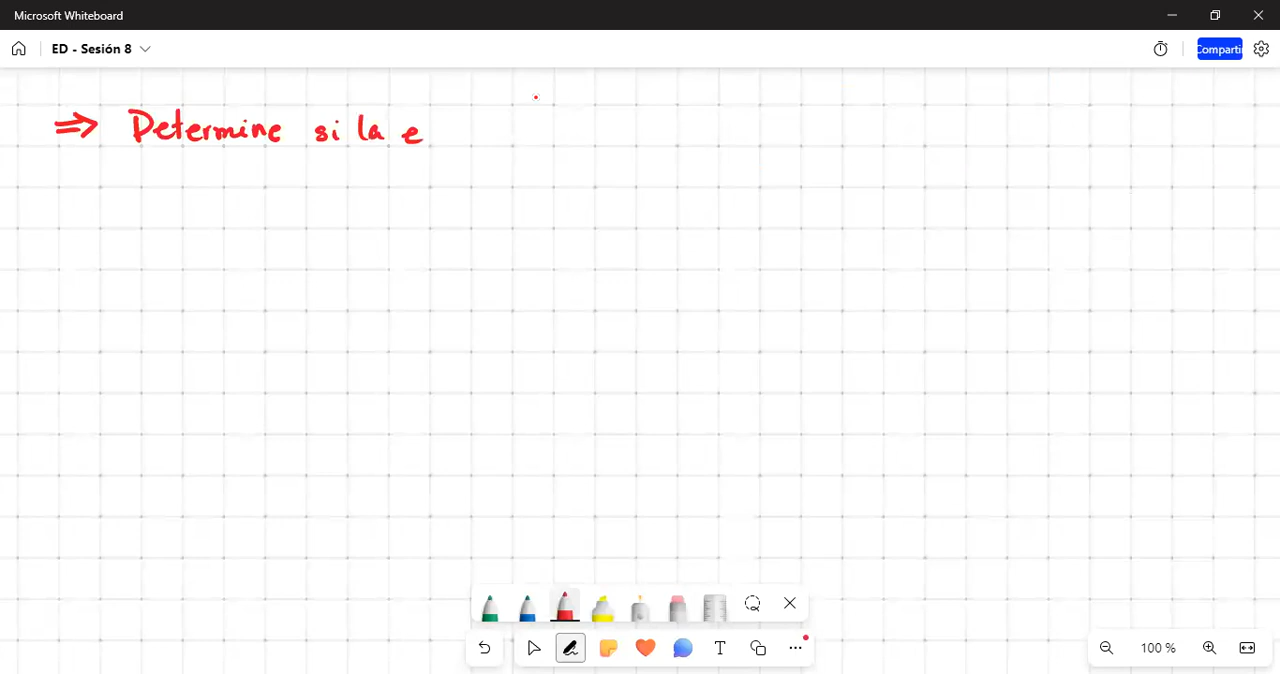 Microsoft Whiteboard
ED - Sesión 8
Comparti
⇒ Determine si la e
T
100 %